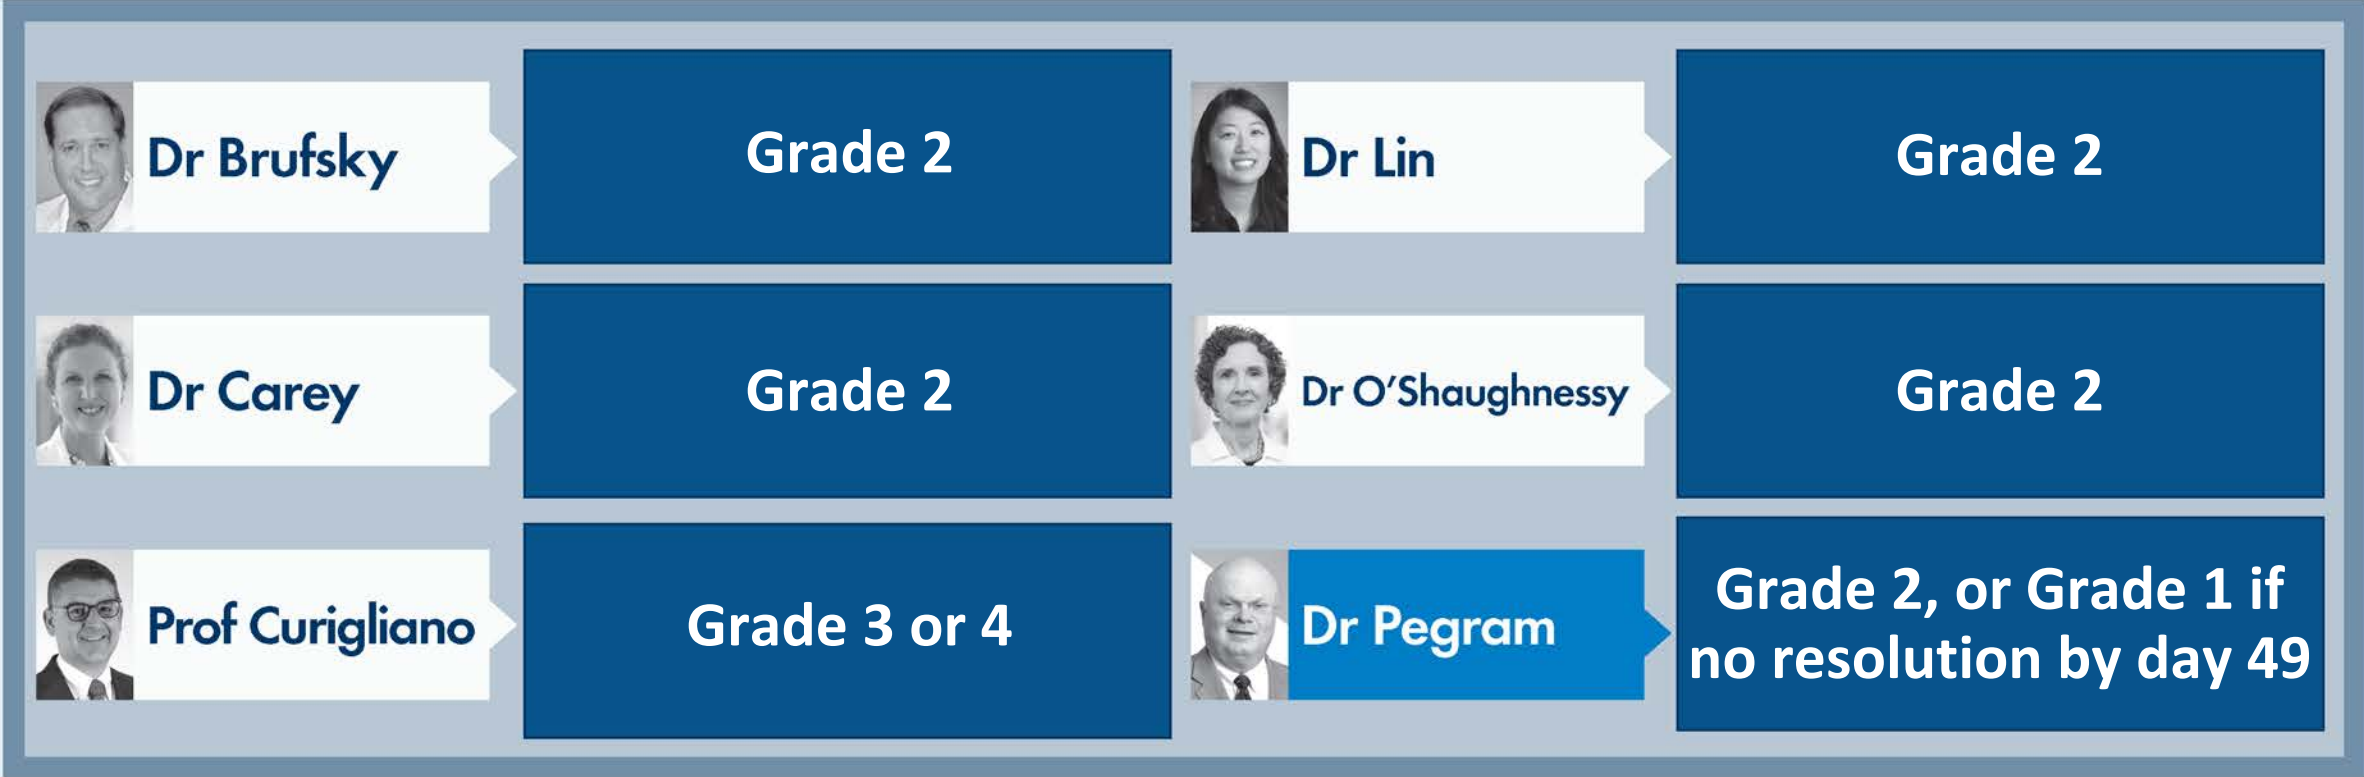 Dr Brufsky
Grade 2
Dr Lin
Grade 2
Dr Carey
Grade 2
Dr O'Shaughnessy
Grade 2
Prof Curigliano
Grade 3 or 4
Dr Pegram
Grade 2, or Grade 1 if
no resolution by day 49